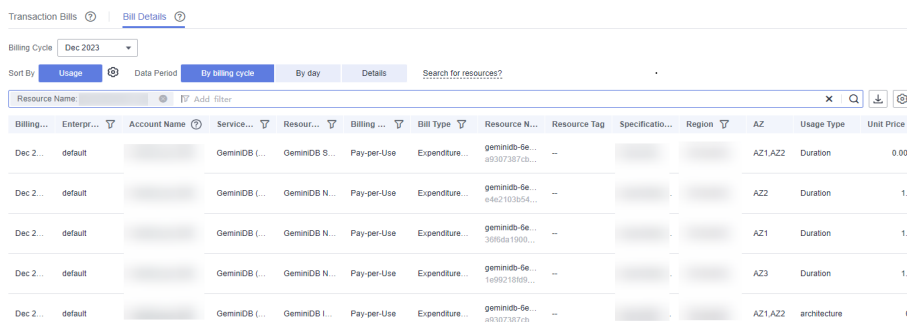 Transaction Bills ? Bill Details ?
Billing Cycle Dec 2023
Sort By Usage Data Period By billing cycle By day Details Search for resources?
Resource Name: Add filter
Billing... Enterpr... Account Name ? Service... Resour... Billing ... Bill Type Resource N... Resource Tag Specificatio... Region AZ Usage Type Unit Price
Dec 2... default GeminiDB (... GeminiDB S... Pay-per-Use Expenditure... geminidb-6e... -- AZ1,AZ2 Duration 0.00
a9307387cb...
Dec 2... default GeminiDB (... GeminiDB N... Pay-per-Use Expenditure... geminidb-6e... -- AZ2 Duration 1.
e4e2103b54...
Dec 2... default GeminiDB (... GeminiDB N... Pay-per-Use Expenditure... geminidb-6e... -- AZ1 Duration 1.
36f6da1900...
Dec 2... default GeminiDB (... GeminiDB N... Pay-per-Use Expenditure... geminidb-6e... -- AZ3 Duration 1.
1e99218fd9...
Dec 2... default GeminiDB (... GeminiDB I... Pay-per-Use Expenditure... geminidb-6e... -- AZ1,AZ2 architecture
a9307387cb